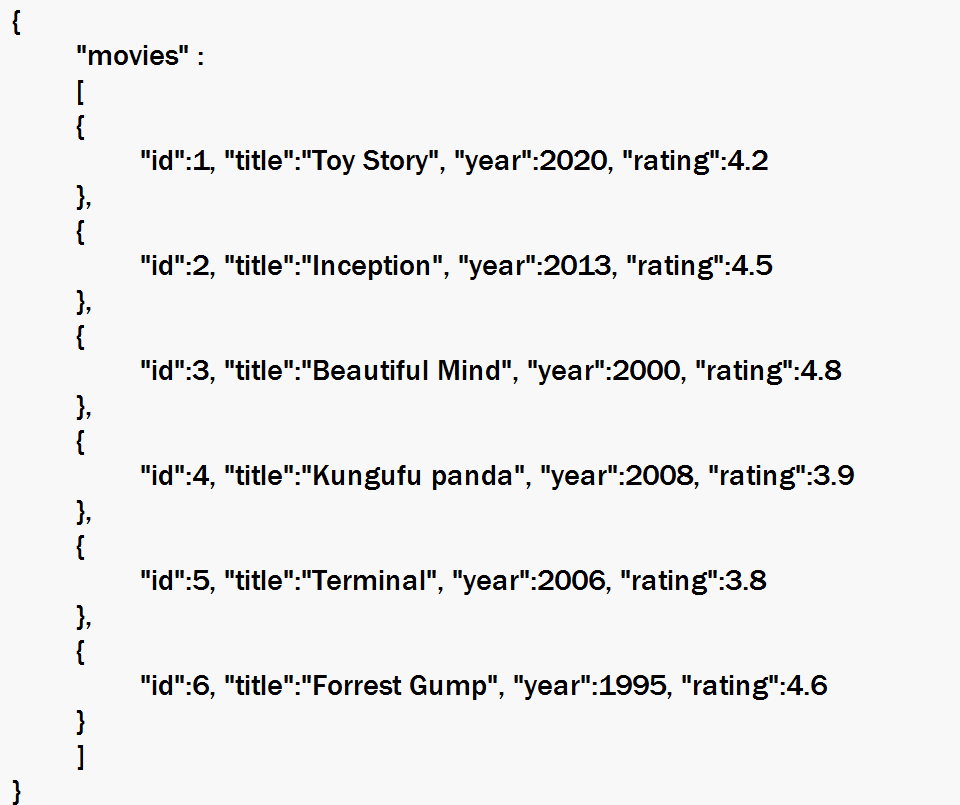 {
"movies" :
[
{
"id":1, "title":"Toy Story", "year":2020, "rating":4.2
},
{
"id":2, "title":"Inception", "year":2013, "rating":4.5
},
{
"id":3, "title":"Beautiful Mind", "year":2000, "rating":4.8
},
{
"id":4, "title":"Kungufu panda", "year":2008, "rating":3.9
},
{
"id":5, "title":"Terminal", "year":2006, "rating":3.8
},
{
"id":6, "title":"Forrest Gump", "year":1995, "rating":4.6
}
]
}